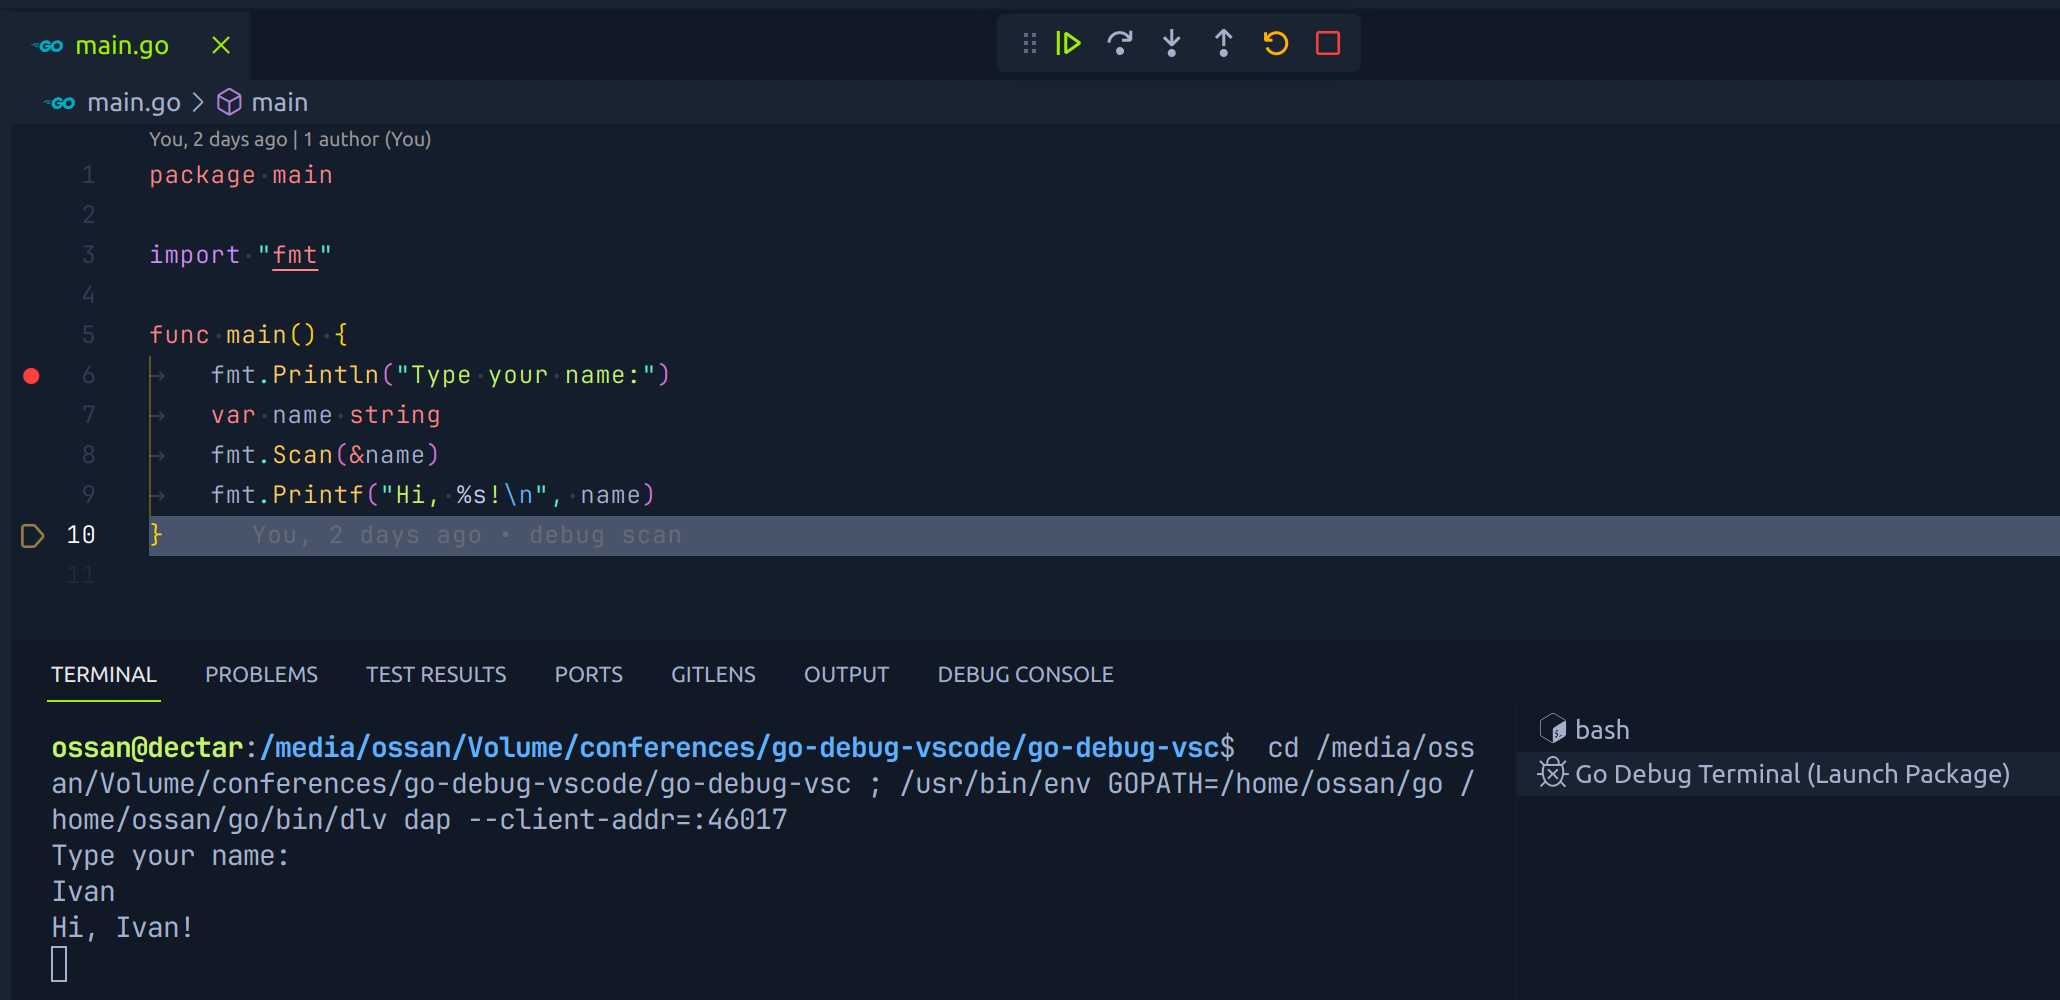 GO main.go
GO main.go > main
You, 2 days ago | 1 author (You)
1 package main
2
3 import "fmt"
4
5 func main() {
6 fmt.Println("Type your name:")
7 var name string
8 fmt.Scan(&name)
9 fmt.Printf("Hi, %s!\n", name)
10 } You, 2 days ago • debug scan
11
TERMINAL PROBLEMS TEST RESULTS PORTS GITLENS OUTPUT DEBUG CONSOLE
ossan@dectar:/media/ossan/Volume/conferences/go-debug-vscode/go-debug-vsc$ cd /media/oss
an/Volume/conferences/go-debug-vscode/go-debug-vsc ; /usr/bin/env GOPATH=/home/ossan/go /
home/ossan/go/bin/dlv dap --client-addr=:46017
Type your name:
Ivan
Hi, Ivan!
bash
Go Debug Terminal (Launch Package)